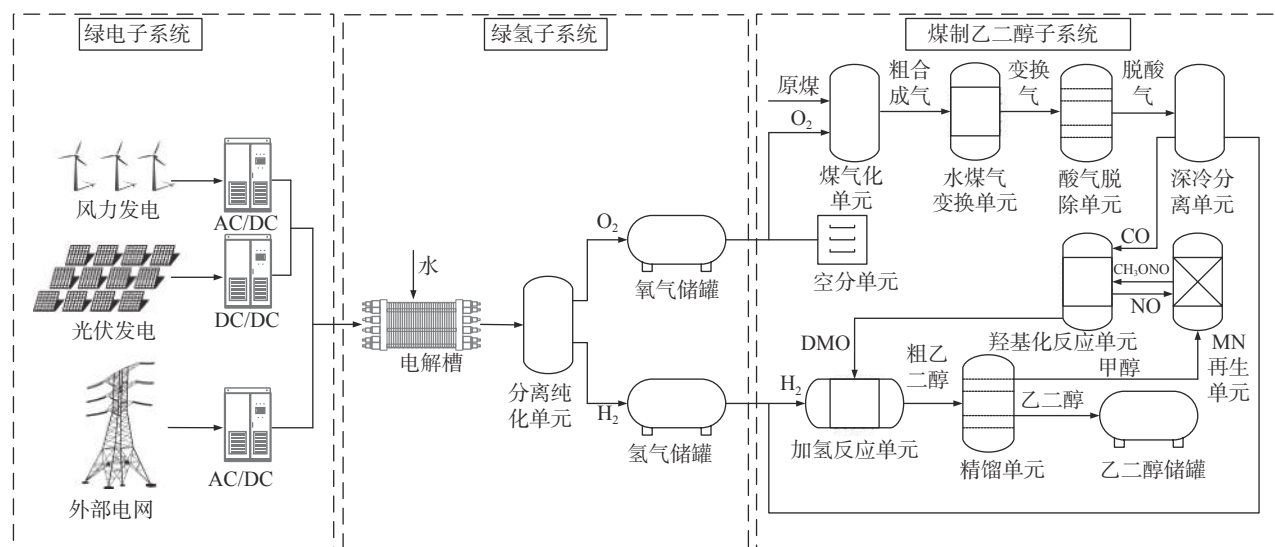 绿电子系统
绿氢子系统
煤制乙二醇子系统
风力发电
AC/DC
光伏发电
DC/DC
外部电网
AC/DC
水
电解槽
分离纯
化单元
O₂
氧气储罐
H₂
氢气储罐
原煤
O₂
煤气化
单元
粗合
成气
水煤气
变换单元
变换
气
酸气脱
除单元
脱酸
气
深冷分
离单元
空分单元
CO
CH₃ONO
NO
羟基化反应单元
MN
再生
单元
DMO
H₂
加氢反应单元
粗乙
二醇
精馏单元
甲醇
乙二醇
乙二醇储罐